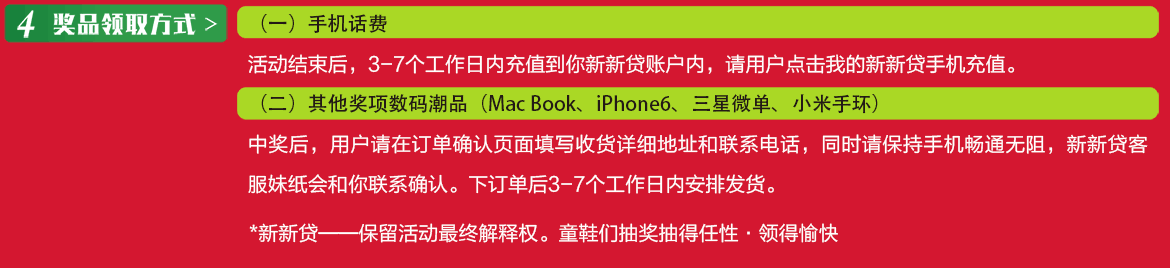 4 奖品领取方式 >
（一）手机话费
活动结束后，3-7个工作日内充值到你新新贷账户内，请用户点击我的新新贷手机充值。
（二）其他奖项数码潮品（Mac Book、iPhone6、三星微单、小米手环）
中奖后，用户请在订单确认页面填写收货详细地址和联系电话，同时请保持手机畅通无阻，新新贷客
服妹纸会和你联系确认。下订单后3-7个工作日内安排发货。
*新新贷——保留活动最终解释权。童鞋们抽奖抽得任性·领得愉快